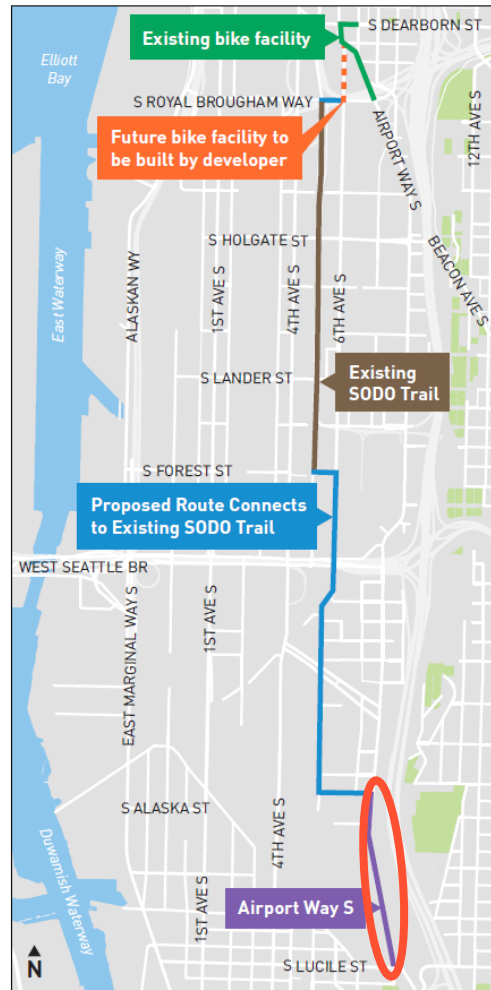 S DEARBORN ST
Existing bike facility
Elliott
Bay
S ROYAL BROUGHAM WAY
Future bike facility to
be built by developer
AIRPORT WAY S
12TH AVE S
S HOLGATE ST
BEACON AVE S
East Waterway
ALASKAN WY
1ST AVE S
4TH AVE S
6TH AVE S
S LANDER ST
Existing
SODO Trail
S FOREST ST
Proposed Route Connects
to Existing SODO Trail
WEST SEATTLE BR
EAST MARGINAL WAY S
1ST AVE S
S ALASKA ST
4TH AVE S
Duwamish Waterway
1ST AVE S
Airport Way S
N
S LUCILE ST